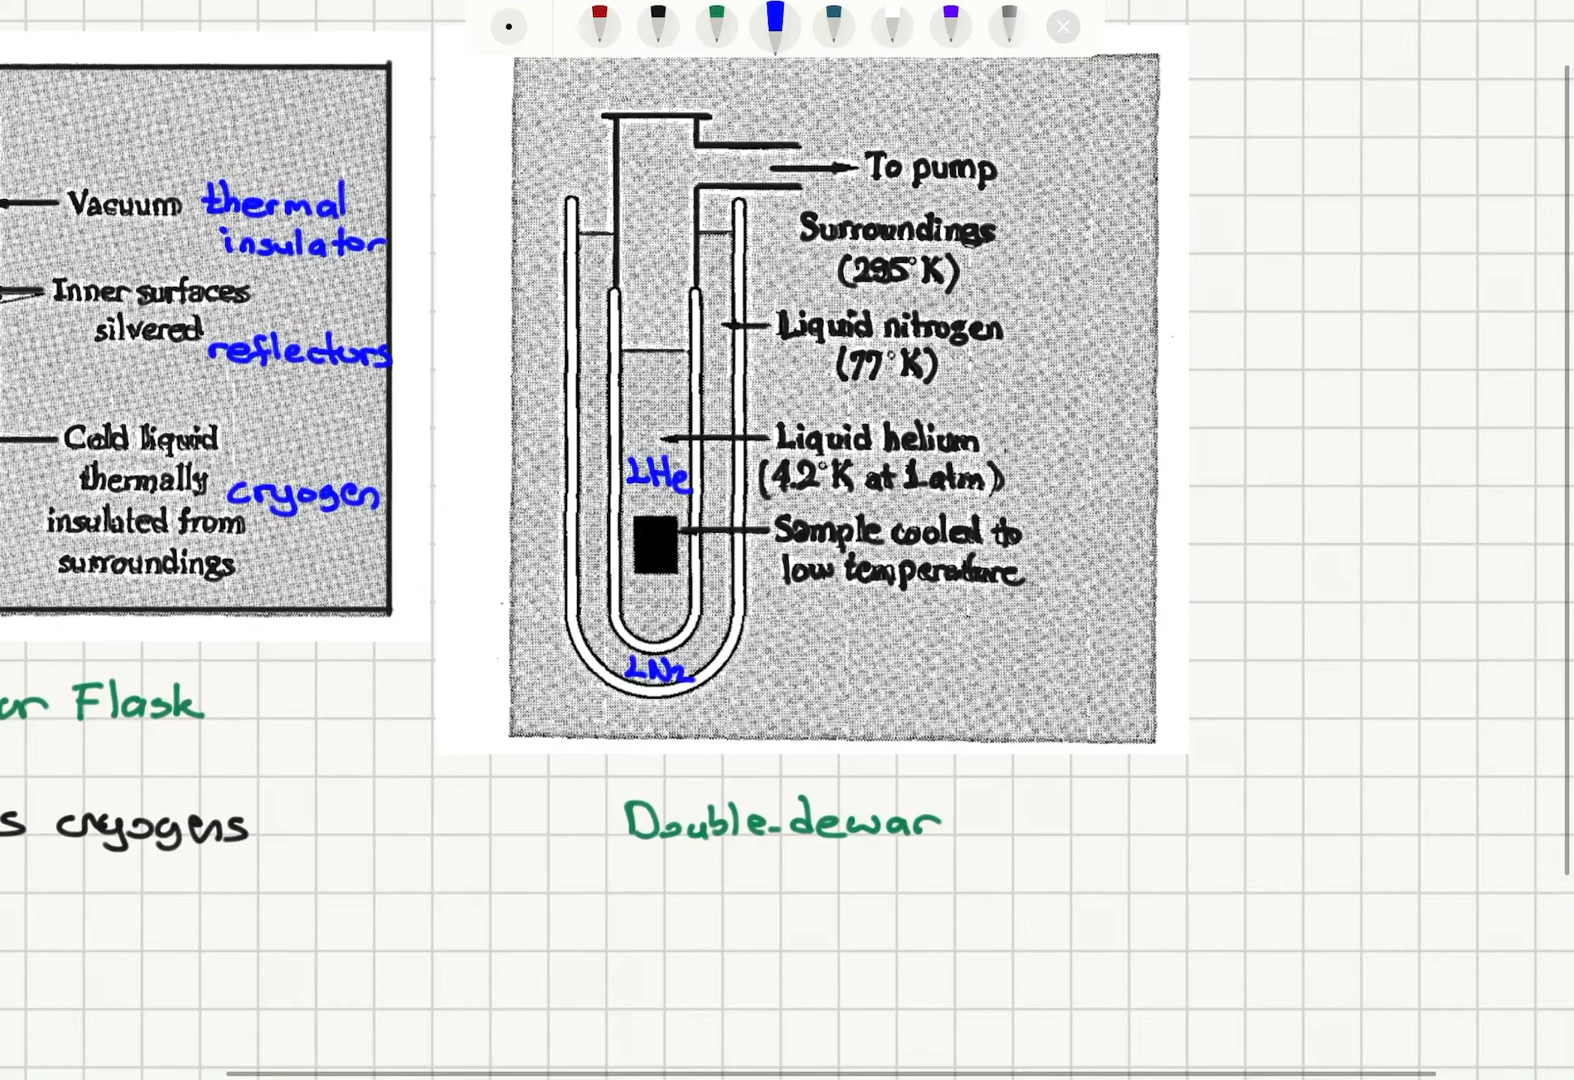 Vacuum thermal
insulator
Inner surfaces
silvered
reflectors
Cold liquid
thermally
cryogen
insulated from
surroundings
Flask
cryogens
To pump
Surroundings
(295°K)
Liquid nitrogen
(77°K)
Liquid helium
(4.2°K at 1 atm)
LHe
Sample cooled to
low temperature
LN2
Double-dewar